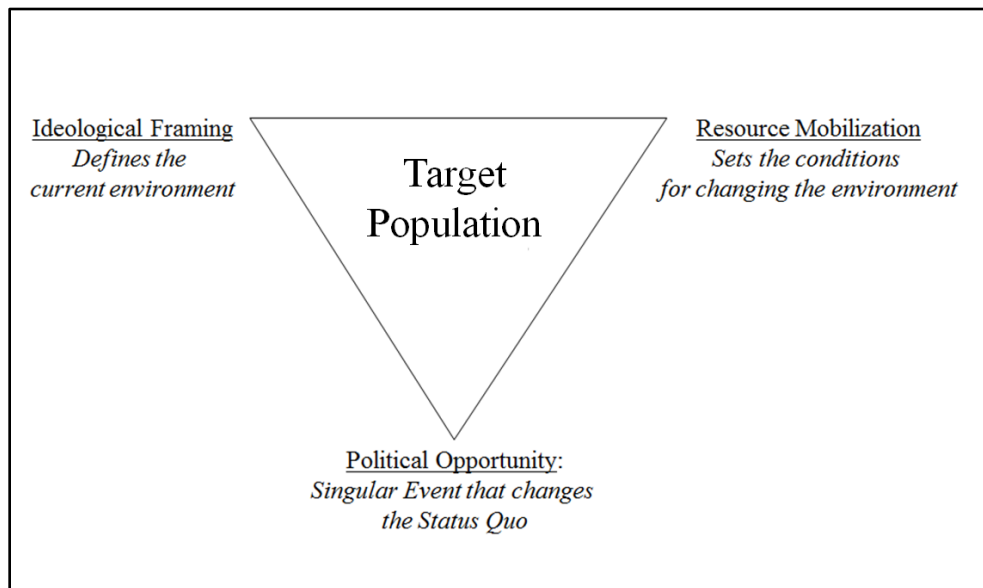 Ideological Framing
Defines the
current environment
Target
Population
Resource Mobilization
Sets the conditions
for changing the environment
Political Opportunity:
Singular Event that changes
the Status Quo